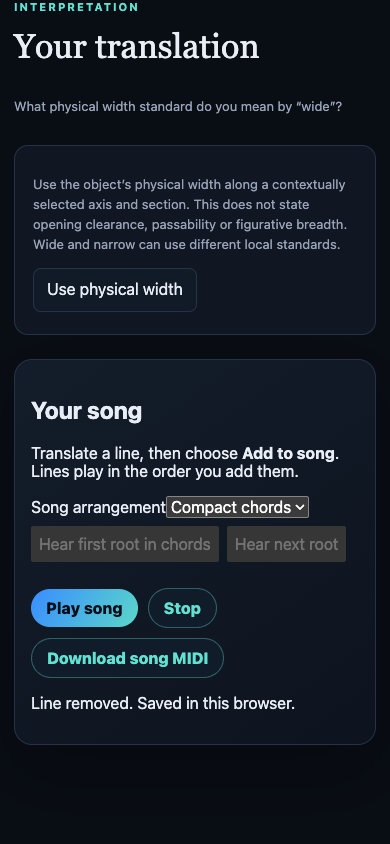 INTERPRETATION
Your translation
What physical width standard do you mean by “wide”?
Use the object’s physical width along a contextually
selected axis and section. This does not state
opening clearance, passability or figurative breadth.
Wide and narrow can use different local standards.
Use physical width
Your song
Translate a line, then choose Add to song.
Lines play in the order you add them.
Song arrangement Compact chords
Hear first root in chords Hear next root
Play song Stop
Download song MIDI
Line removed. Saved in this browser.